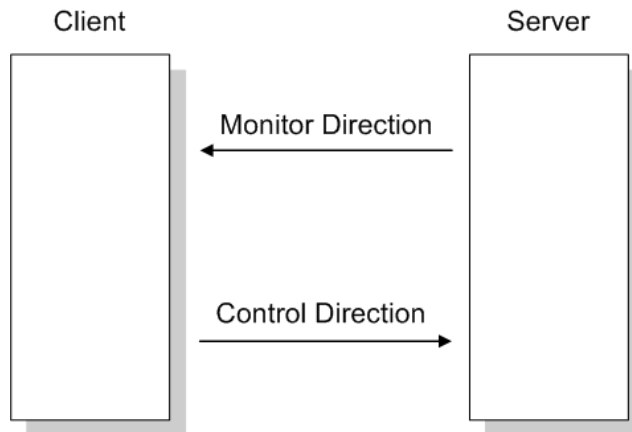 Client
Server
Monitor Direction
Control Direction